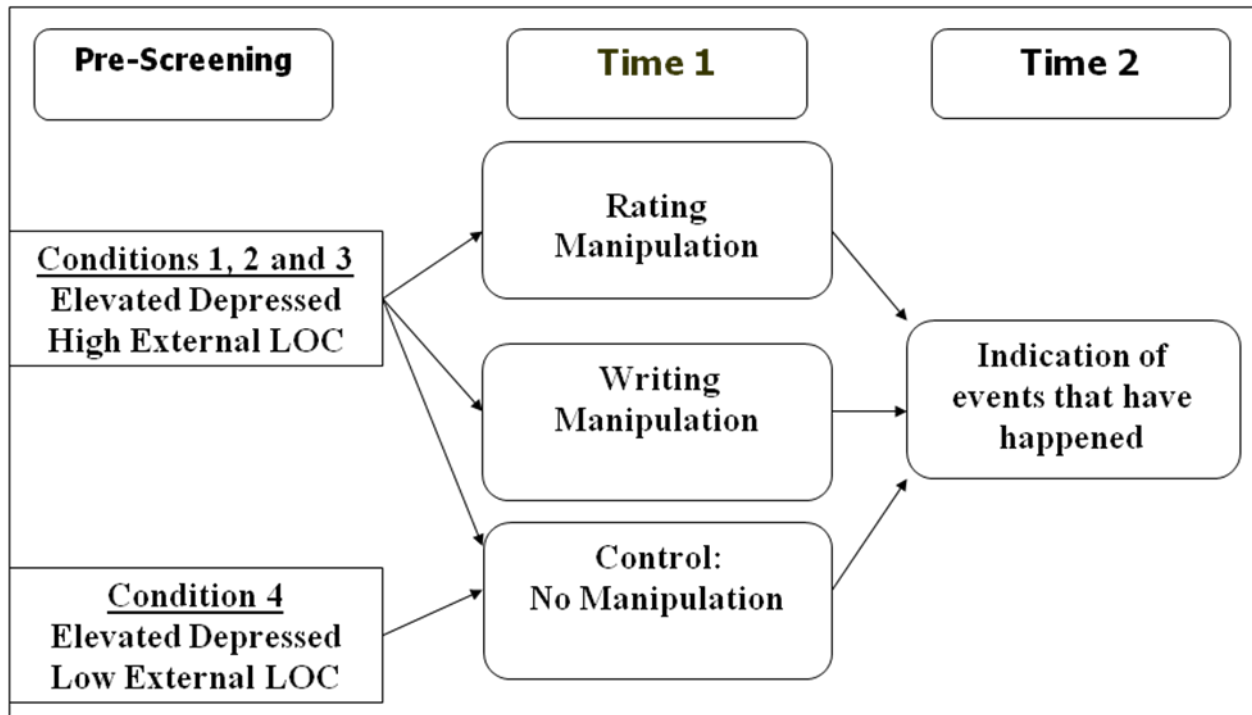 Pre-Screening
Time 1
Time 2
Rating
Manipulation
Conditions 1, 2 and 3
Elevated Depressed
High External LOC
Writing
Manipulation
Indication of
events that have
happened
Control:
No Manipulation
Condition 4
Elevated Depressed
Low External LOC